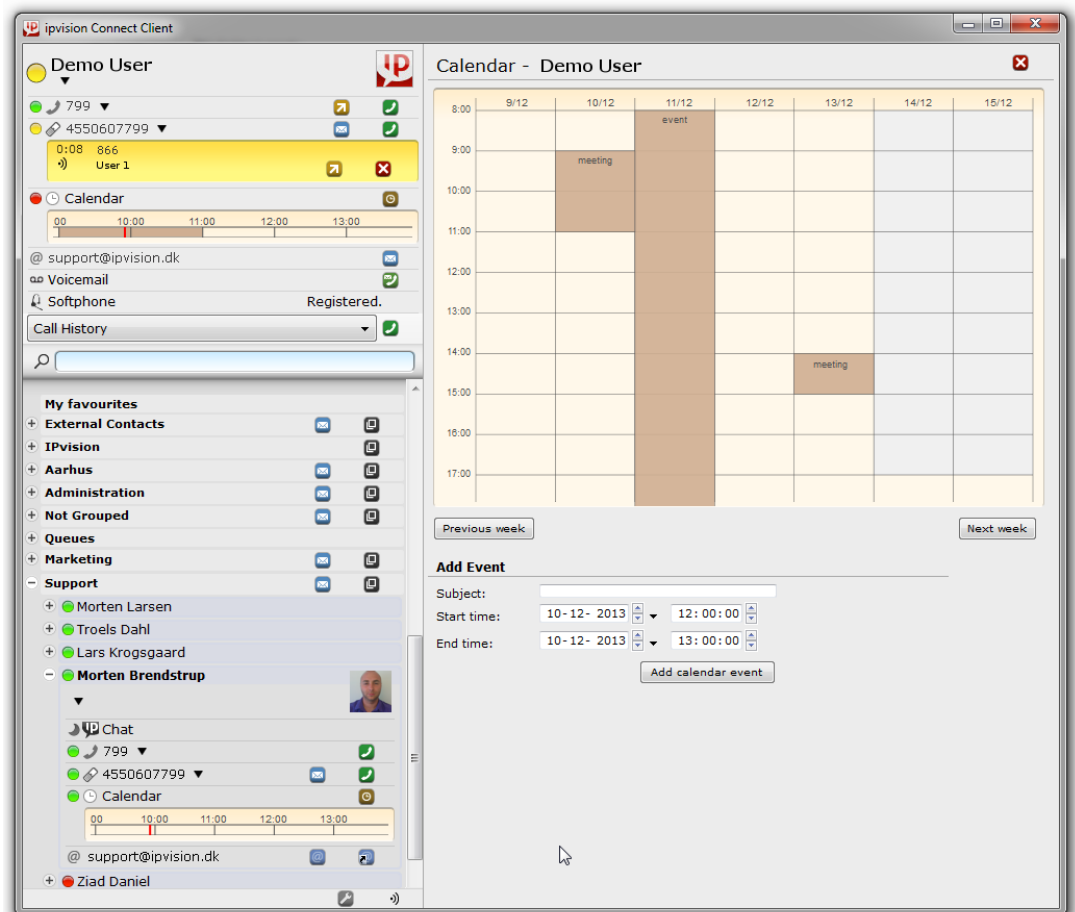 ipvision Connect Client
Demo User
799
4550607799
0:08 866
User 1
Calendar
00 10:00 11:00 12:00 13:00
@ support@ipvision.dk
Voicemail
Softphone Registered.
Call History
My favourites
External Contacts
IPvision
Aarhus
Administration
Not Grouped
Queues
Marketing
Support
Morten Larsen
Troels Dahl
Lars Krogsgaard
Morten Brendstrup
Chat
799
4550607799
Calendar
00 10:00 11:00 12:00 13:00
@ support@ipvision.dk
Ziad Daniel
Calendar - Demo User
9/12 10/12 11/12 12/12 13/12 14/12 15/12
8:00
event
9:00
meeting
10:00
11:00
12:00
13:00
14:00
meeting
15:00
16:00
17:00
Previous week Next week
Add Event
Subject:
Start time: 10-12-2013 12:00:00
End time: 10-12-2013 13:00:00
Add calendar event